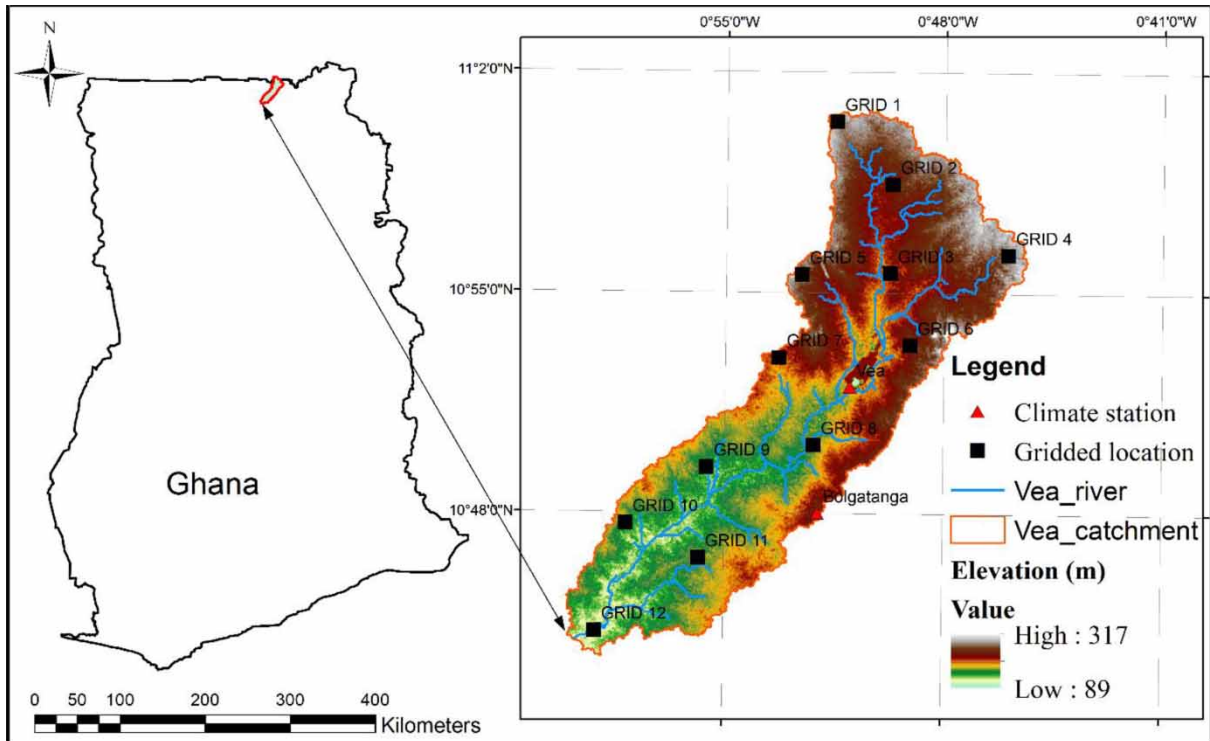 N
0°55'0"W
0°48'0"W
0°41'0"W
11°2'0"N
GRID 1
GRID 2
GRID 4
GRID 5
GRID 3
10°55'0"N
GRID 6
GRID 7
Legend
Vea
Climate station
Gridded location
GRID 8
Ghana
GRID 9
Vea_river
Bolgatanga
10°48'0"N
GRID 10
Vea_catchment
GRID 11
Elevation (m)
Value
GRID 12
High : 317
Low : 89
0 50 100 200 300 400
Kilometers